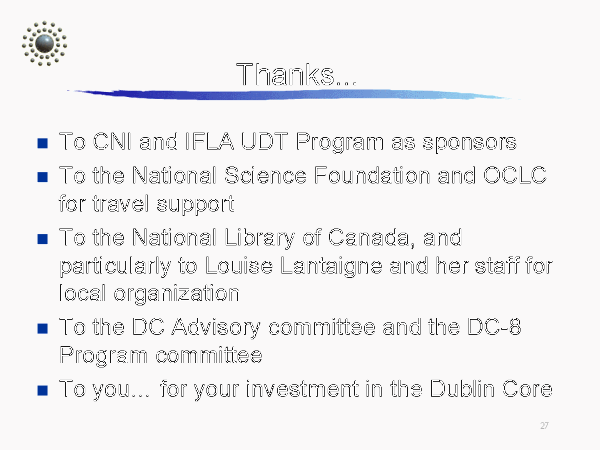 Thanks...
To CNI and IFLA UDT Program as sponsors
To the National Science Foundation and OCLC
for travel support
To the National Library of Canada, and
particularly to Louise Lantaigne and her staff for
local organization
To the DC Advisory committee and the DC-8
Program committee
To you... for your investment in the Dublin Core
27